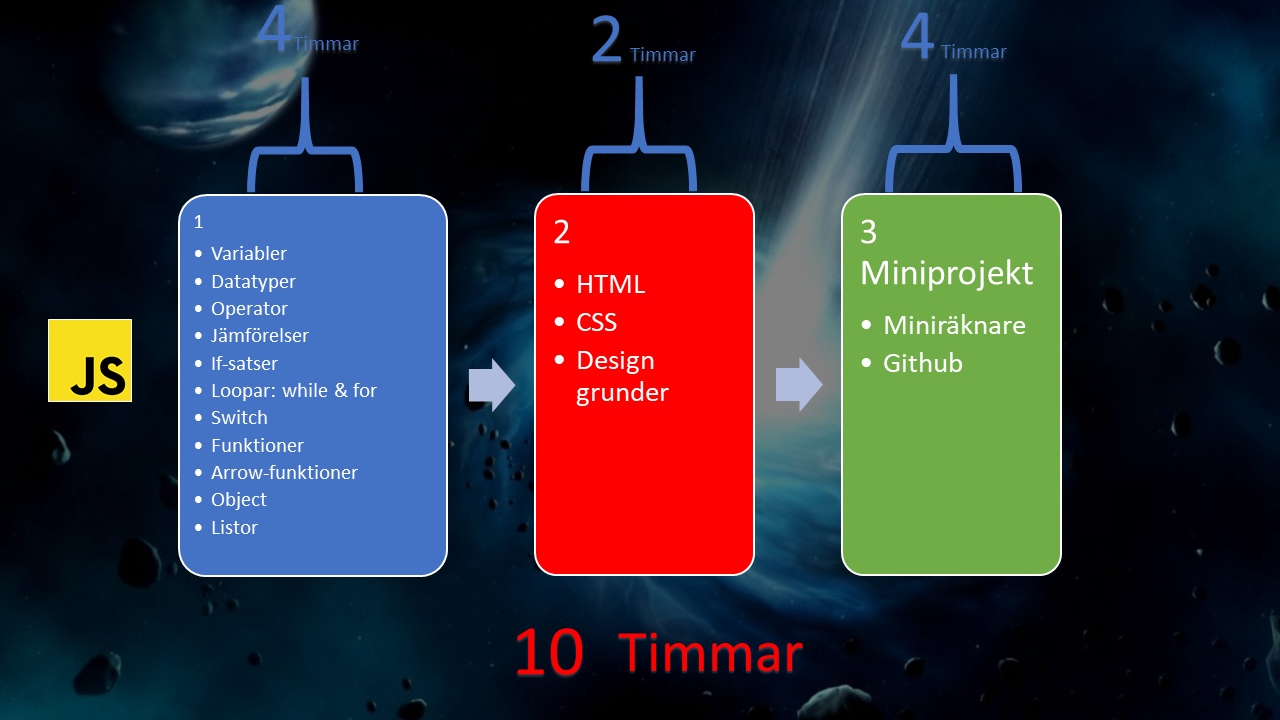 4 Timmar
2 Timmar
4 Timmar
JS
1
• Variabler
• Datatyper
• Operator
• Jämförelser
• If-satser
• Loopar: while & for
• Switch
• Funktioner
• Arrow-funktioner
• Object
• Listor
2
• HTML
• CSS
• Design
grunder
3
Miniprojekt
• Miniräknare
• Github
10 Timmar